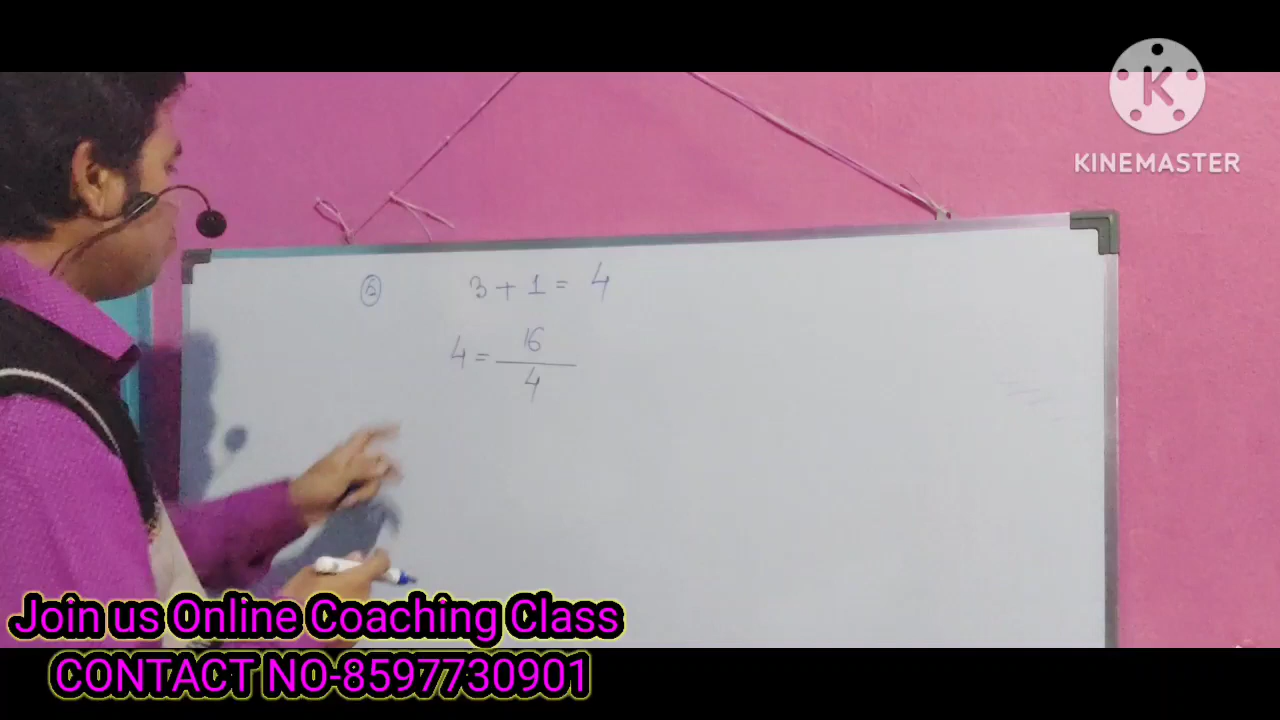 KINEMASTER
3 + 1 = 4
4 = 16/4
Join us Online Coaching Class
CONTACT NO-8597730901